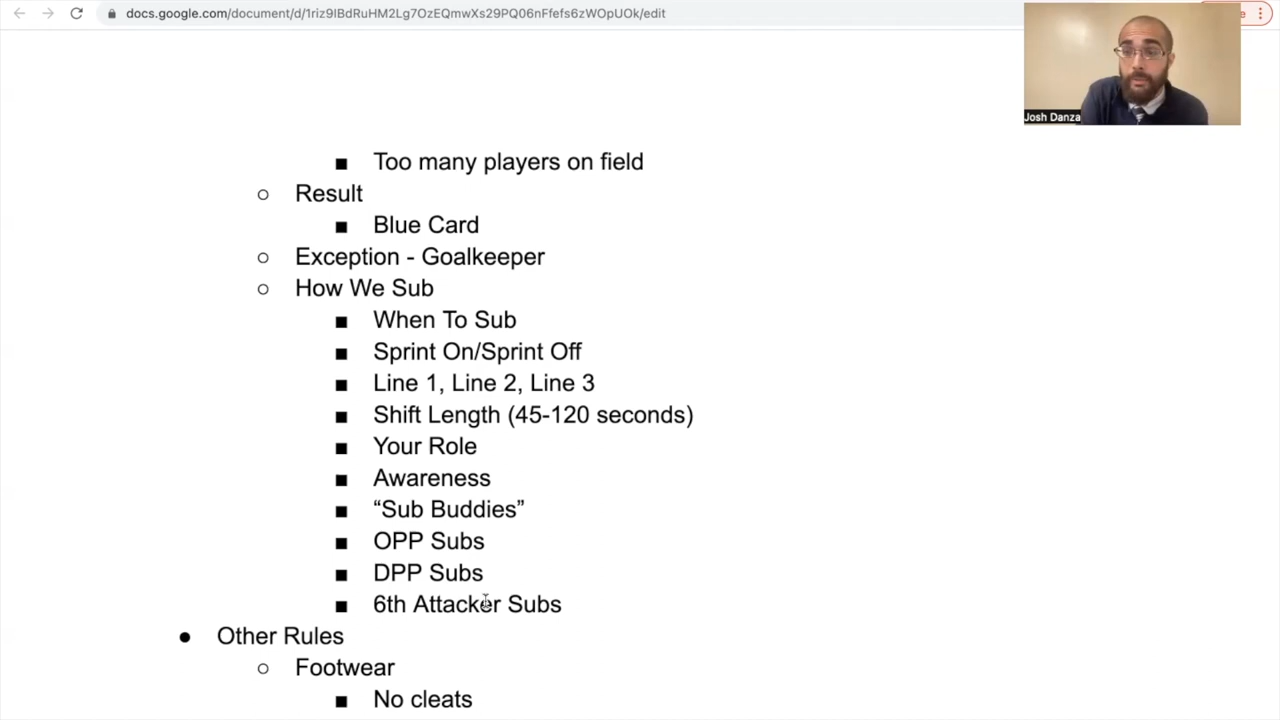 docs.google.com/document/d/1riz9IBdRuHM2Lg7OzEQmwXs29PQ06nFfefs6zWOpUOk/edit
Josh Danza
■ Too many players on field
○ Result
■ Blue Card
○ Exception - Goalkeeper
○ How We Sub
■ When To Sub
■ Sprint On/Sprint Off
■ Line 1, Line 2, Line 3
■ Shift Length (45-120 seconds)
■ Your Role
■ Awareness
■ “Sub Buddies”
■ OPP Subs
■ DPP Subs
■ 6th Attacker Subs
● Other Rules
○ Footwear
■ No cleats